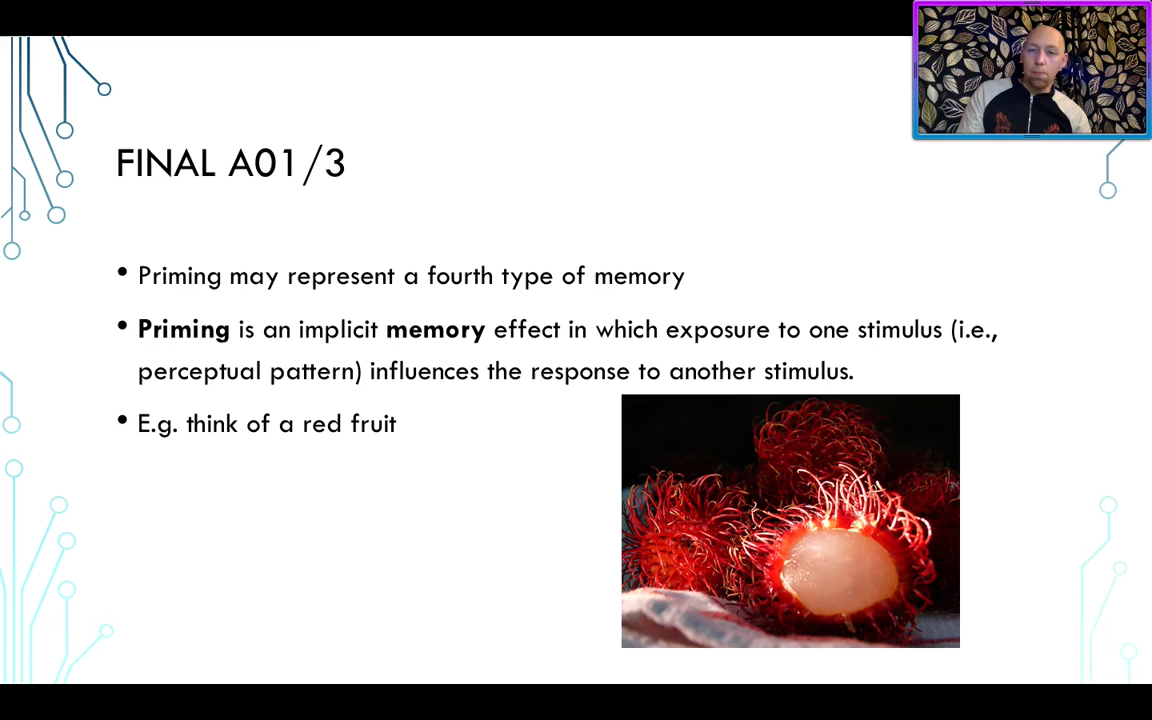 FINAL A01/3
• Priming may represent a fourth type of memory
• Priming is an implicit memory effect in which exposure to one stimulus (i.e.,
perceptual pattern) influences the response to another stimulus.
• E.g. think of a red fruit